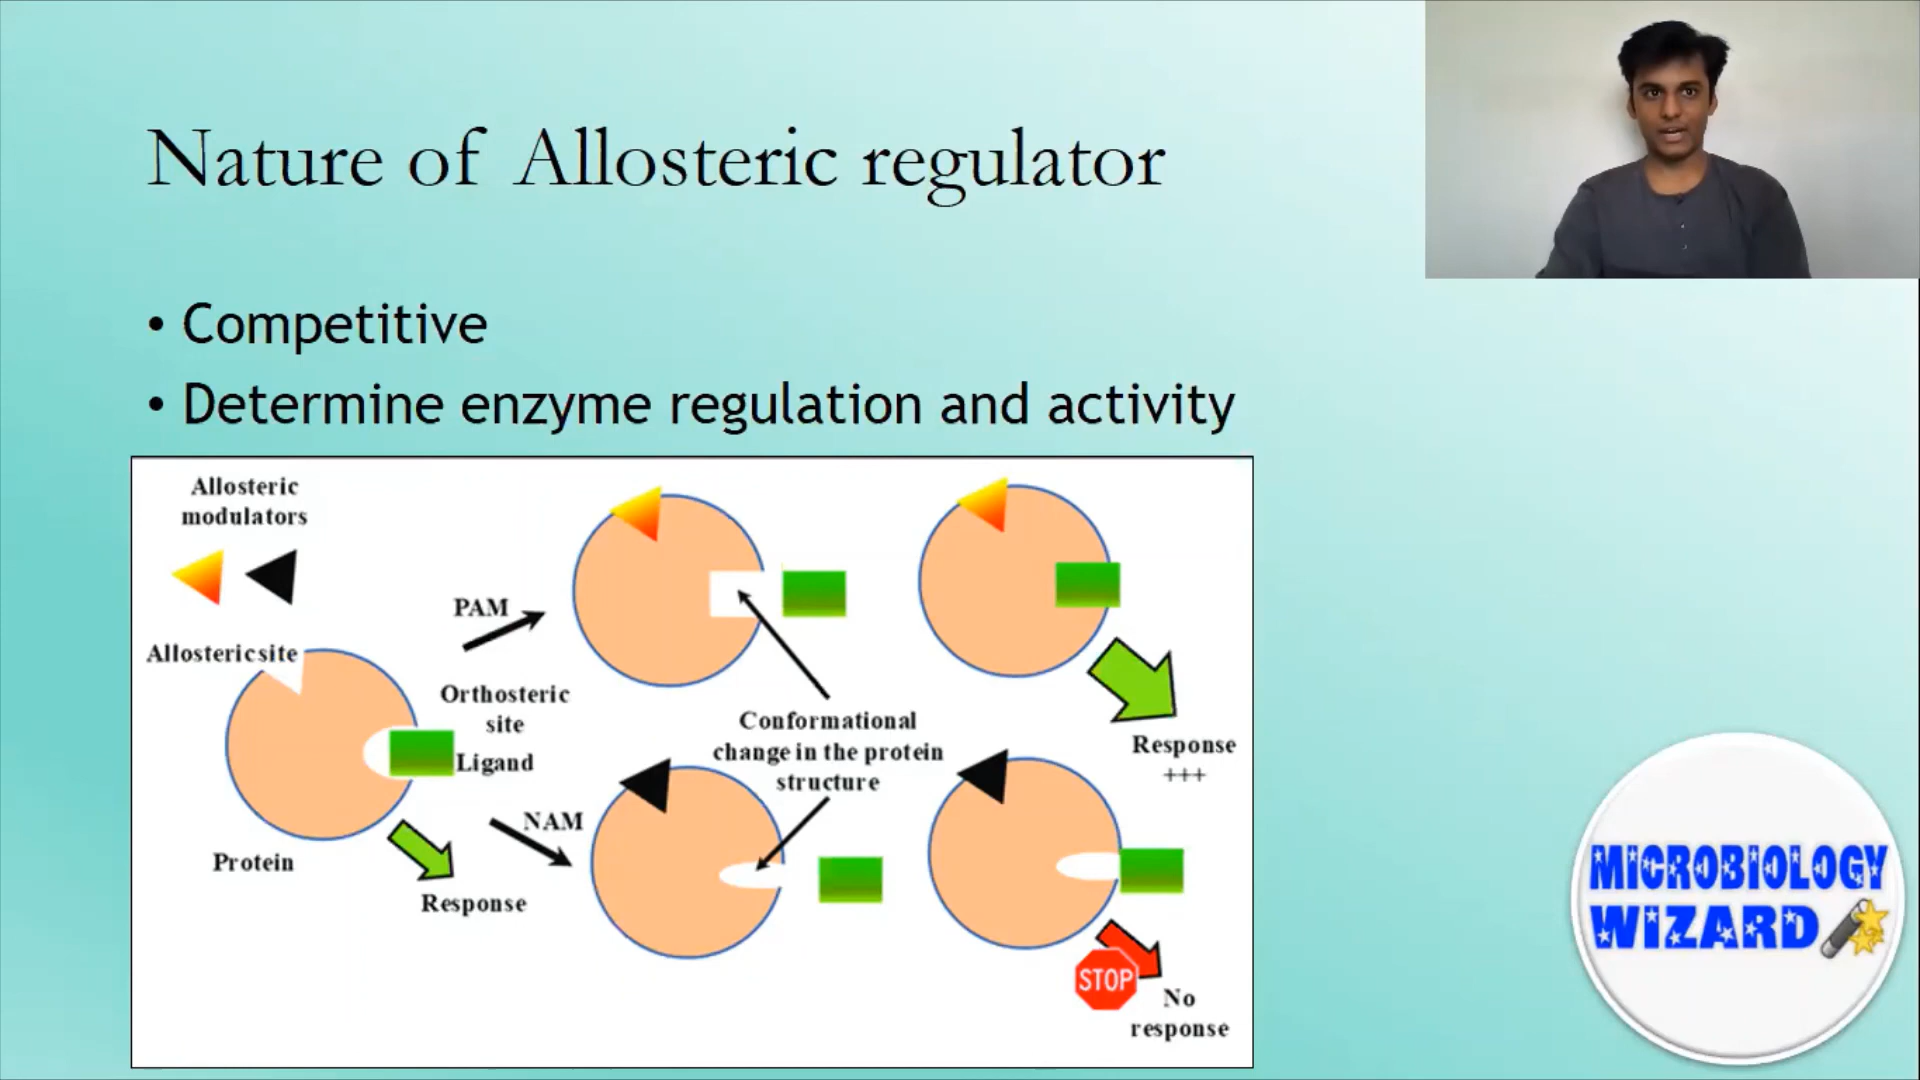 Nature of Allosteric regulator
• Competitive
• Determine enzyme regulation and activity
Allosteric
modulators
Allosteric site
Protein
Response
PAM
Orthosteric
site
Ligand
NAM
Conformational
change in the protein
structure
Response
+++
STOP
No
response
MICROBIOLOGY
WIZARD